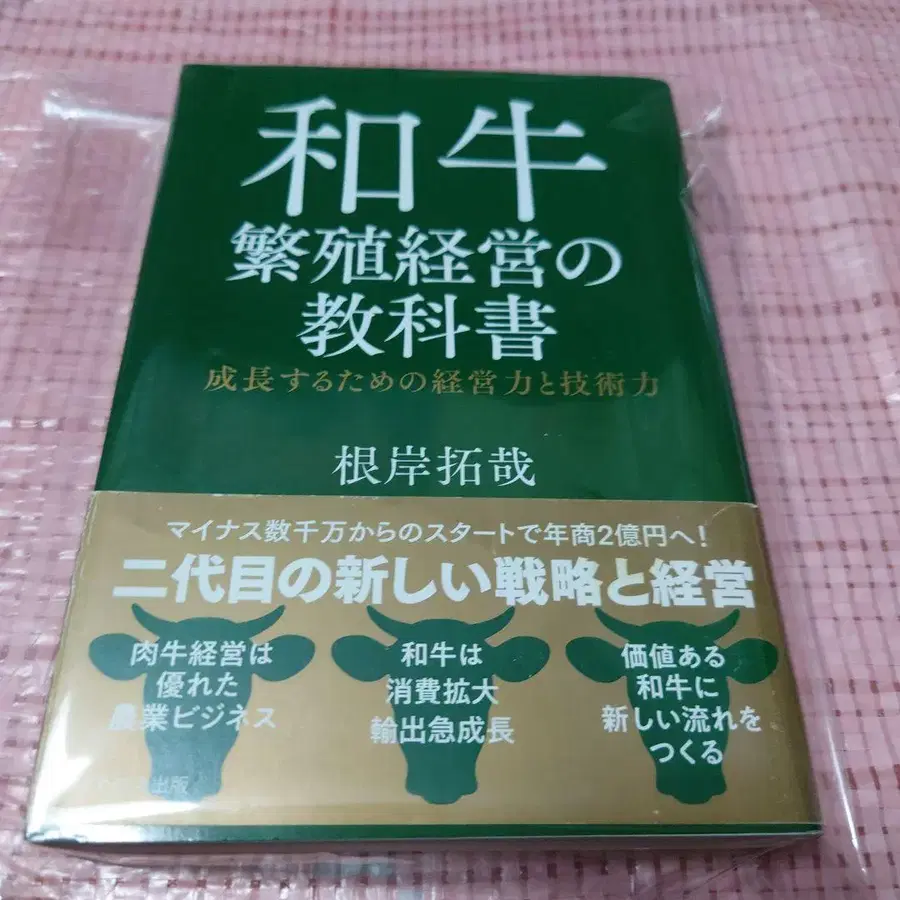 和牛
繁殖経営の
教科書
成長するための経営力と技術力
根岸拓哉
マイナス数千万からのスタートで年商2億円へ!
二代目の新しい戦略と経営
肉牛経営は
優れた
農業ビジネス
和牛は
消費拡大
輸出急成長
価値ある
和牛に
新しい流れを
つくる
出版